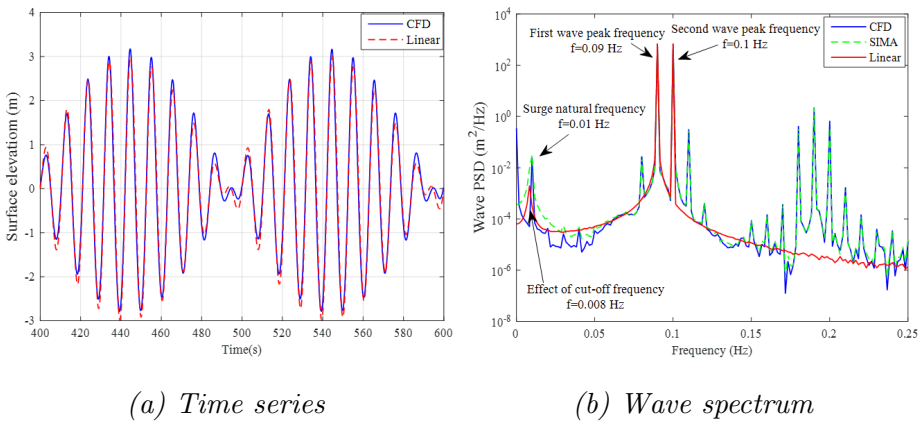 4
3
2
1
0
-1
-2
-3
Surface elevation (m)
400 420 440 460 480 500 520 540 560 580 600
Time(s)
CFD
Linear
(a) Time series
10^4
10^2
10^0
10^-2
10^-4
10^-6
10^-8
Wave PSD (m^2/Hz)
0 0.05 0.1 0.15 0.2 0.25
Frequency (Hz)
First wave peak frequency
f=0.09 Hz
Second wave peak frequency
f=0.1 Hz
CFD
SIMA
Linear
Surge natural frequency
f=0.01 Hz
Effect of cut-off frequency
f=0.008 Hz
(b) Wave spectrum